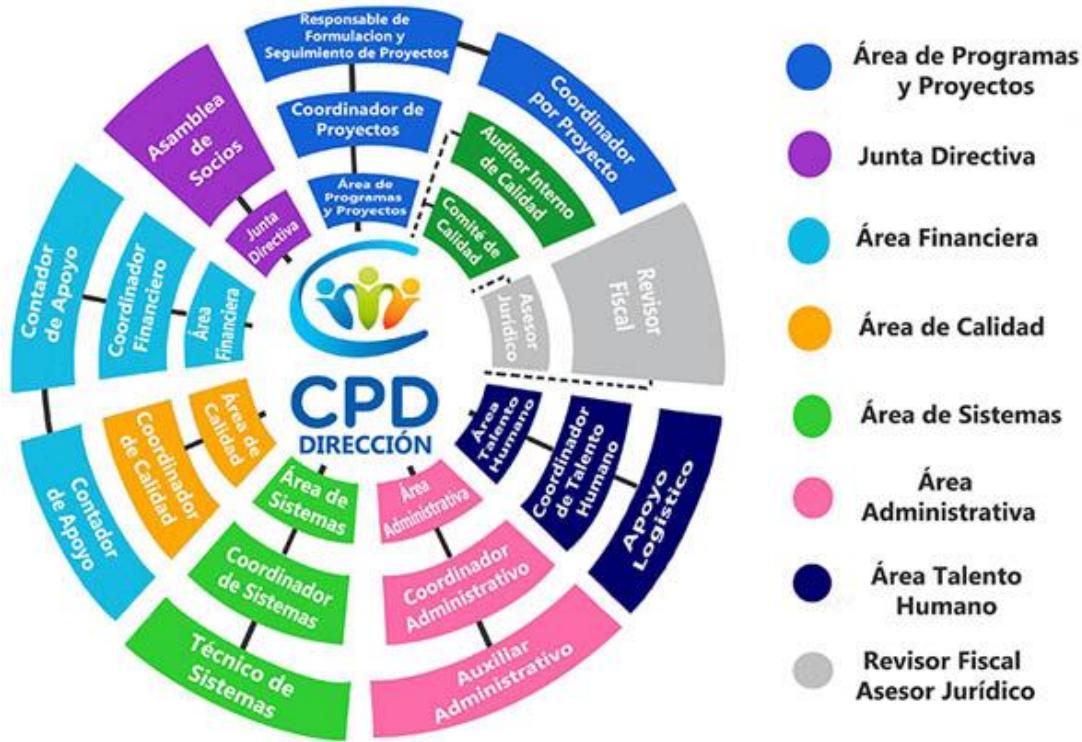 Responsable de
Formulacion y
Seguimiento de Proyectos
Coordinador de
Proyectos
Área de
Programas
y Proyectos
Coordinador
por Proyecto
Auditor Interno
de Calidad
Comité de
Calidad
Revisor
Fiscal
Asesor
Jurídico
Asamblea
de
Socios
Junta
Directiva
Contador
de Apoyo
Coordinador
Financiero
Área
Financiera
Contador
de Apoyo
Coordinador
de Calidad
Área de
Calidad
CPD
DIRECCIÓN
Área
Talento
Humano
Coordinador
de Talento
Humano
Apoyo
Logístico
Área de
Sistemas
Coordinador
de Sistemas
Técnico de
Sistemas
Área
Administrativa
Coordinador
Administrativo
Auxiliar
Administrativo
Área de Programas
y Proyectos
Junta Directiva
Área Financiera
Área de Calidad
Área de Sistemas
Área
Administrativa
Área Talento
Humano
Revisor Fiscal
Asesor Jurídico